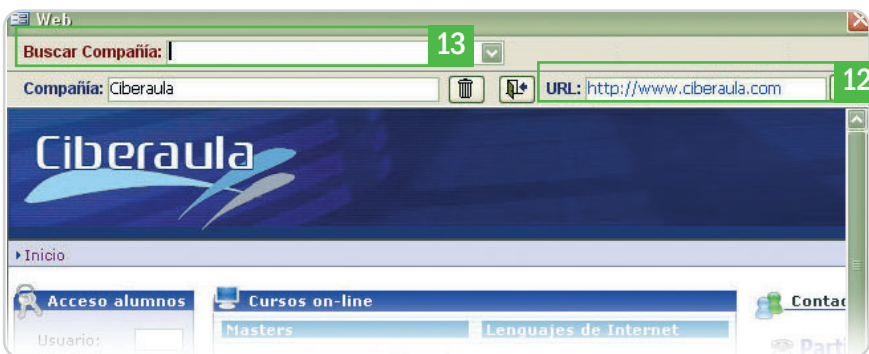 Web
Buscar Compañía: 13
Compañía: Ciberaula URL: http://www.ciberaula.com 12
Ciberaula
Inicio
Acceso alumnos Cursos on-line
Masters Lenguajes de Internet
Usuario: